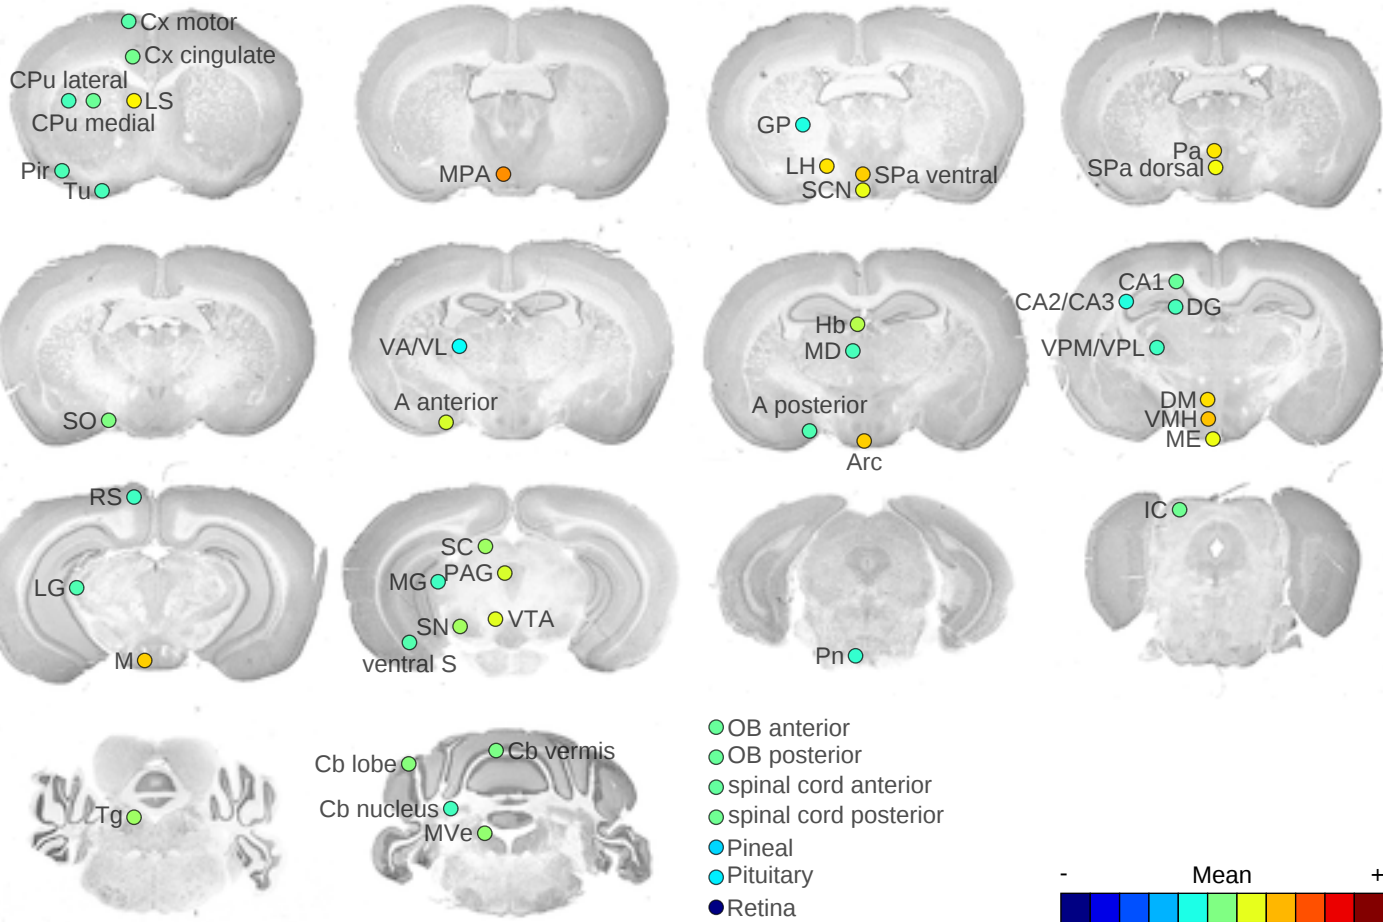 Cx motor
Cx cingulate
CPu lateral
LS
CPu medial
Pir
Tu
MPA
GP
LH
SPa ventral
SCN
Pa
SPa dorsal
SO
VA/VL
A anterior
Hb
MD
A posterior
Arc
CA1
CA2/CA3
DG
VPM/VPL
DM
VMH
ME
RS
LG
M
SC
PAG
MG
VTA
SN
ventral S
Pn
IC
Tg
Cb vermis
Cb lobe
Cb nucleus
MVe
OB anterior
OB posterior
spinal cord anterior
spinal cord posterior
Pineal
Pituitary
Retina
- Mean +